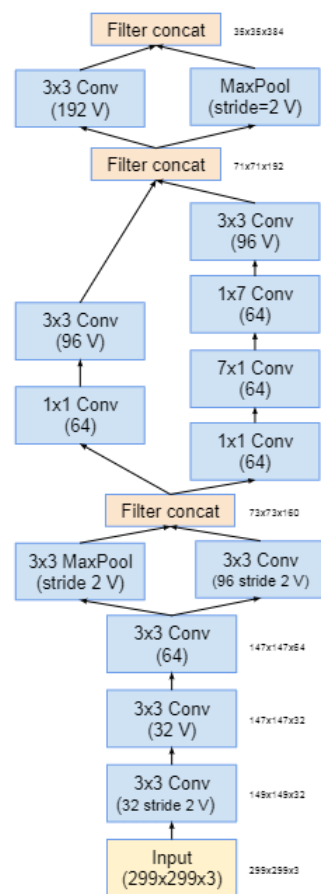 Filter concat
35x35x384
3x3 Conv
(192 V)
MaxPool
(stride=2 V)
Filter concat
71x71x192
3x3 Conv
(96 V)
1x7 Conv
(64)
3x3 Conv
(96 V)
7x1 Conv
(64)
1x1 Conv
(64)
1x1 Conv
(64)
Filter concat
73x73x160
3x3 MaxPool
(stride 2 V)
3x3 Conv
(96 stride 2 V)
3x3 Conv
(64)
147x147x64
3x3 Conv
(32 V)
147x147x32
3x3 Conv
(32 stride 2 V)
149x149x32
Input
(299x299x3)
299x299x3